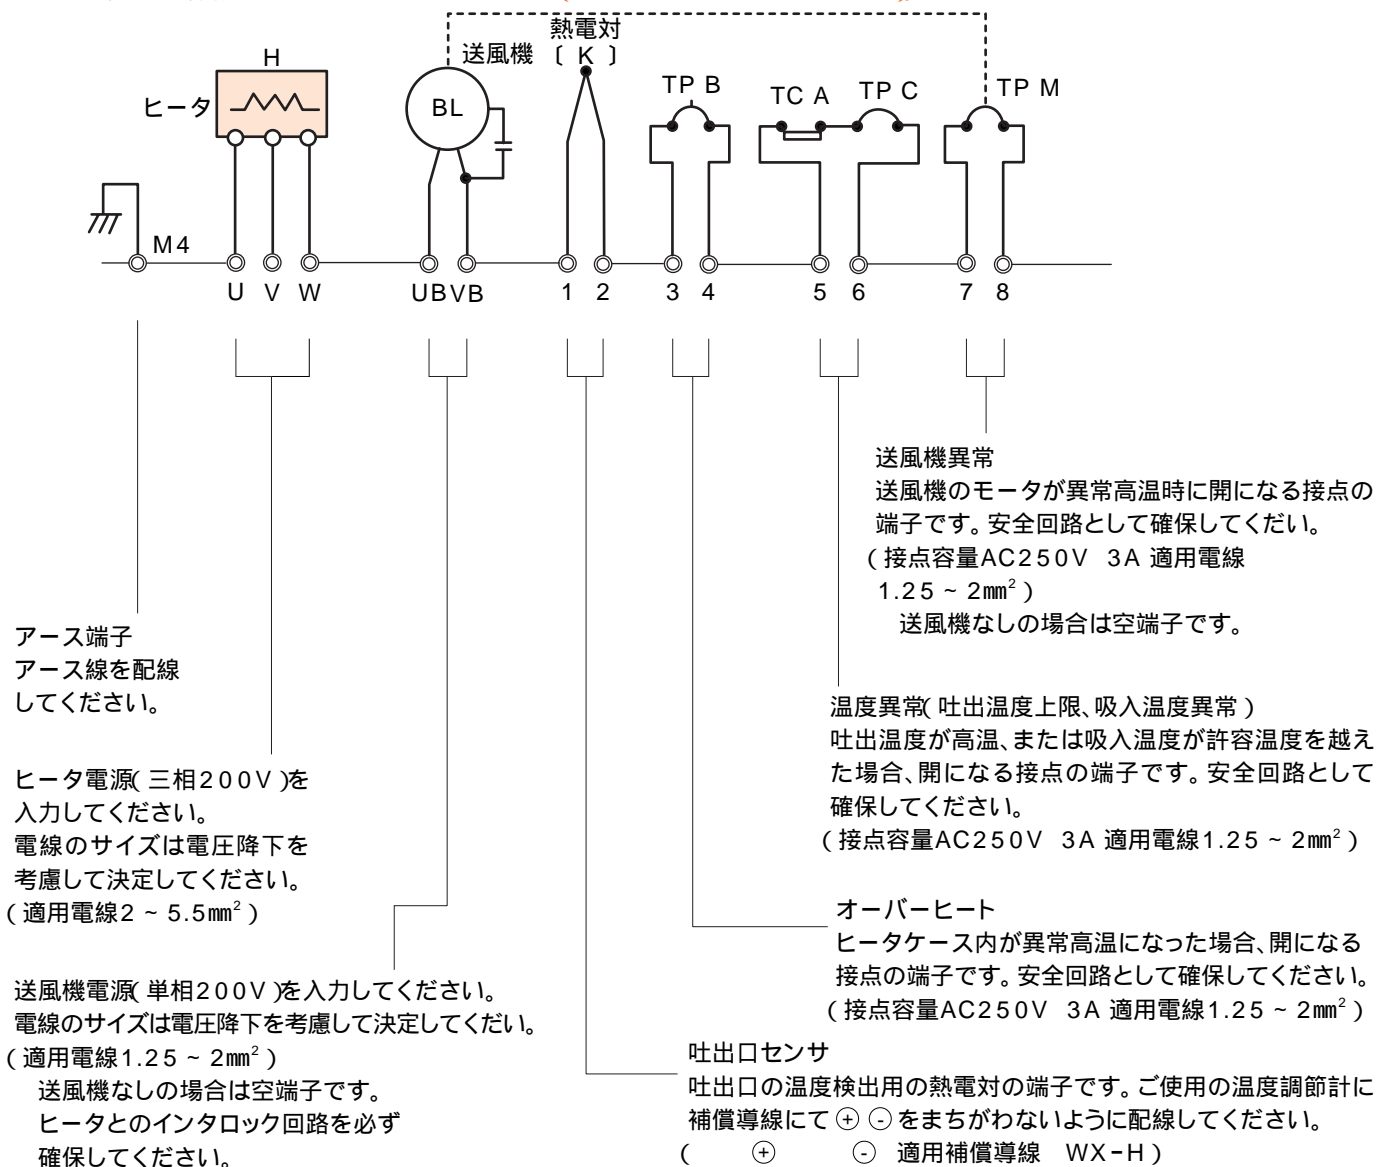 熱電対
送風機 〔 K 〕
H
ヒータ
BL
TP B
TC A
TP C
TP M
M4
U V W UB VB 1 2 3 4 5 6 7 8
送風機異常
送風機のモータが異常高温時に開になる接点の
端子です。安全回路として確保してくだい。
(接点容量AC250V 3A 適用電線
1.25 ~ 2mm²)
送風機なしの場合は空端子です。
アース端子
アース線を配線
してください。
温度異常(吐出温度上限、吸入温度異常)
吐出温度が高温、または吸入温度が許容温度を越え
た場合、開になる接点の端子です。安全回路として
確保してください。
(接点容量AC250V 3A 適用電線1.25 ~ 2mm²)
ヒータ電源(三相200V)を
入力してください。
電線のサイズは電圧降下を
考慮して決定してください。
(適用電線2 ~ 5.5mm²)
オーバーヒート
ヒータケース内が異常高温になった場合、開になる
接点の端子です。安全回路として確保してください。
(接点容量AC250V 3A 適用電線1.25 ~ 2mm²)
送風機電源(単相200V)を入力してください。
電線のサイズは電圧降下を考慮して決定してくだい。
(適用電線1.25 ~ 2mm²)
送風機なしの場合は空端子です。
ヒータとのインタロック回路を必ず
確保してください。
吐出口センサ
吐出口の温度検出用の熱電対の端子です。ご使用の温度調節計に
補償導線にて⊕⊖をまちがわないように配線してください。
( ⊕ ⊖ 適用補償導線 WX-H)